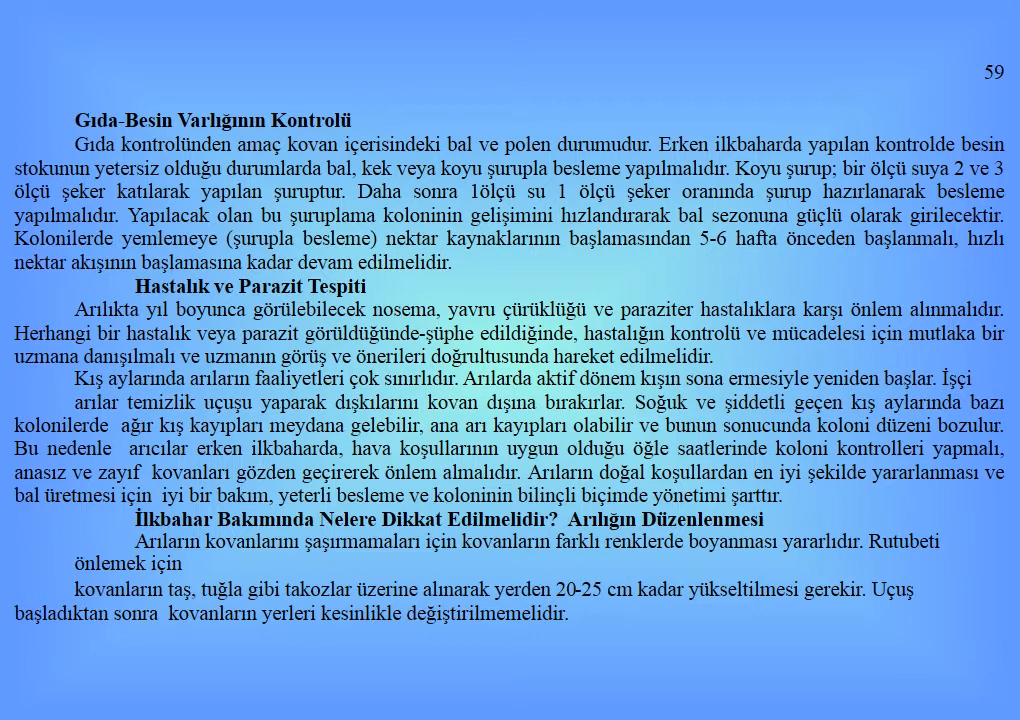 59
Gıda-Besin Varlığının Kontrolü
Gıda kontrolünden amaç kovan içerisindeki bal ve polen durumudur. Erken ilkbaharda yapılan kontrolde besin
stokunun yetersiz olduğu durumlarda bal, kek veya koyu şurupla besleme yapılmalıdır. Koyu şurup; bir ölçü suya 2 ve 3
ölçü şeker katılarak yapılan şuruptur. Daha sonra 1ölçü su 1 ölçü şeker oranında şurup hazırlanarak besleme
yapılmalıdır. Yapılacak olan bu şuruplama koloninin gelişimini hızlandırarak bal sezonuna güçlü olarak girilecektir.
Kolonilerde yemlemeye (şurupla besleme) nektar kaynaklarının başlamasından 5-6 hafta önceden başlanmalı, hızlı
nektar akışının başlamasına kadar devam edilmelidir.
Hastalık ve Parazit Tespiti
Arılıkta yıl boyunca görülebilecek nosema, yavru çürüklüğü ve paraziter hastalıklara karşı önlem alınmalıdır.
Herhangi bir hastalık veya parazit görüldüğünde-şüphe edildiğinde, hastalığın kontrolü ve mücadelesi için mutlaka bir
uzmana danışılmalı ve uzmanın görüş ve önerileri doğrultusunda hareket edilmelidir.
Kış aylarında arıların faaliyetleri çok sınırlıdır. Arılarda aktif dönem kışın sona ermesiyle yeniden başlar. İşçi
arılar temizlik uçuşu yaparak dışkılarını kovan dışına bırakırlar. Soğuk ve şiddetli geçen kış aylarında bazı
kolonilerde ağır kış kayıpları meydana gelebilir, ana arı kayıpları olabilir ve bunun sonucunda koloni düzeni bozulur.
Bu nedenle arıcılar erken ilkbaharda, hava koşullarının uygun olduğu öğle saatlerinde koloni kontrolleri yapmalı,
anasız ve zayıf kovanları gözden geçirerek önlem almalıdır. Arıların doğal koşullardan en iyi şekilde yararlanması ve
bal üretmesi için iyi bir bakım, yeterli besleme ve koloninin bilinçli biçimde yönetimi şarttır.
İlkbahar Bakımında Nelere Dikkat Edilmelidir? Arılığın Düzenlenmesi
Arıların kovanlarını şaşırmamaları için kovanların farklı renklerde boyanması yararlıdır. Rutubeti
önlemek için
kovanların taş, tuğla gibi takozlar üzerine alınarak yerden 20-25 cm kadar yükseltilmesi gerekir. Uçuş
başladıktan sonra kovanların yerleri kesinlikle değiştirilmemelidir.